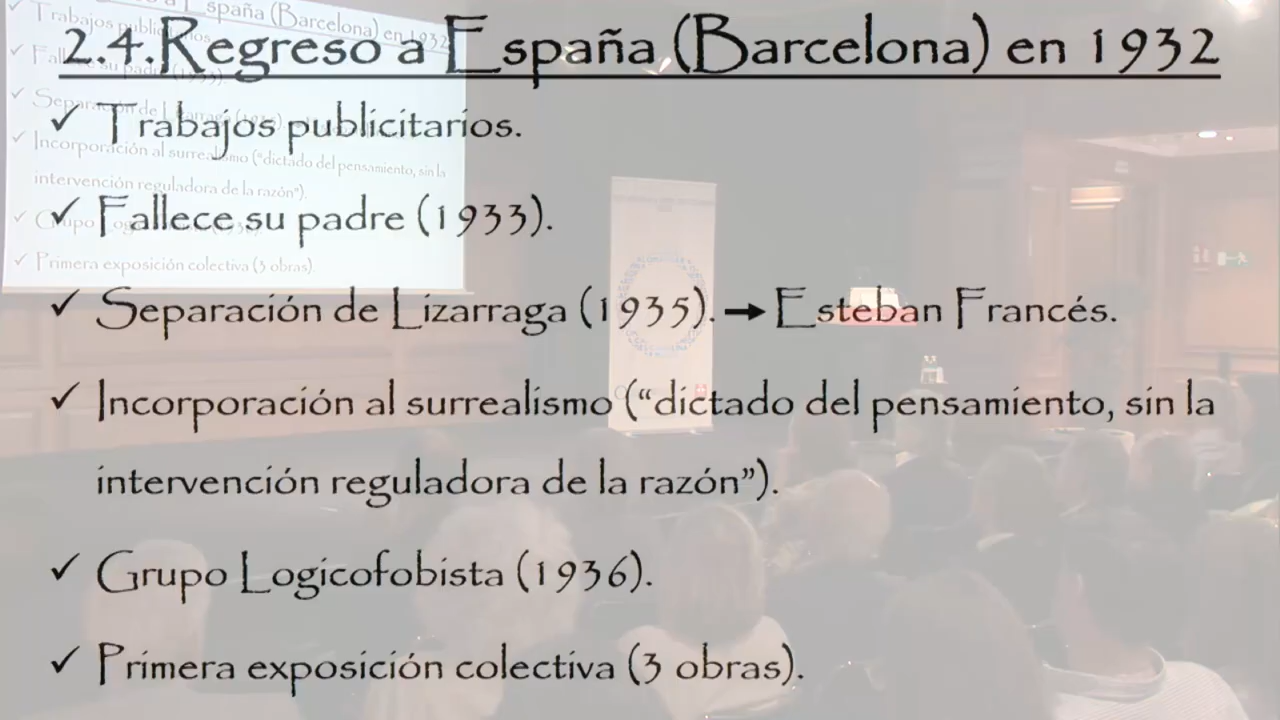 2.4.Regreso a España (Barcelona) en 1932
✓ Trabajos publicitarios.
✓ Fallece su padre (1933).
✓ Separación de Lizarraga (1935). → Esteban Francés.
✓ Incorporación al surrealismo (“dictado del pensamiento, sin la
intervención reguladora de la razón”).
✓ Grupo Logicofobista (1936).
✓ Primera exposición colectiva (3 obras).